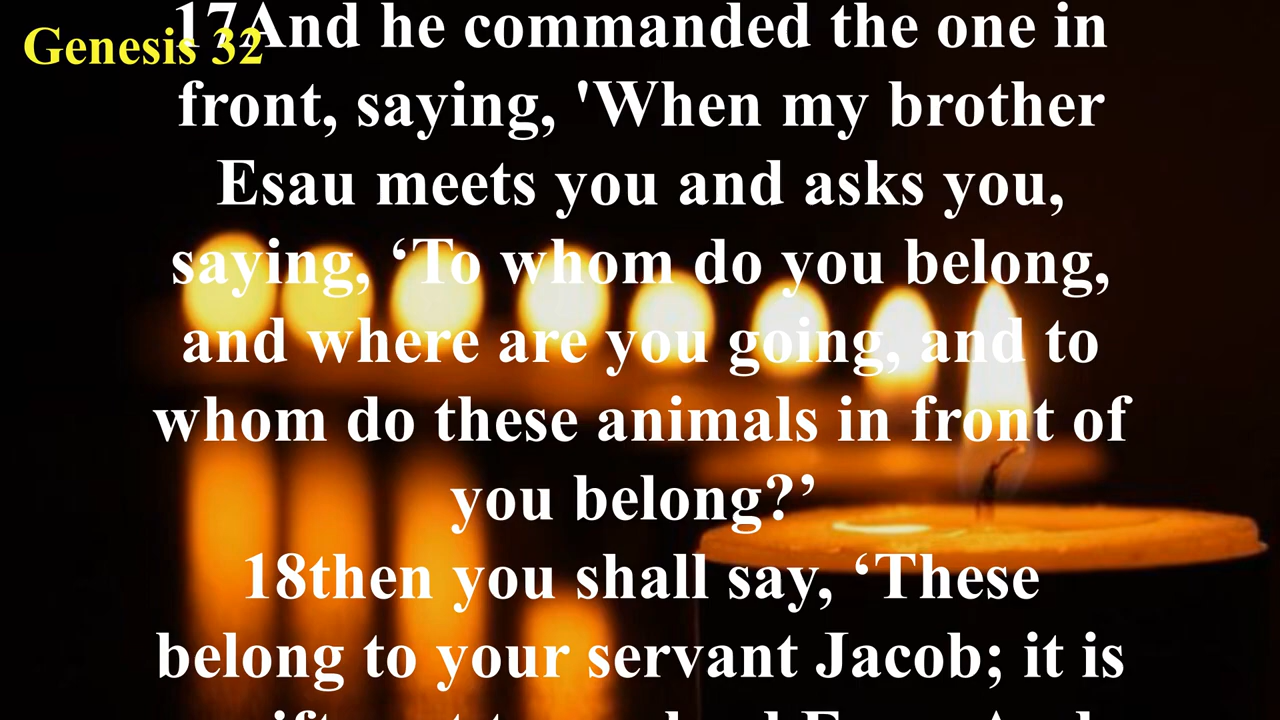 Genesis 32
17And he commanded the one in
front, saying, 'When my brother
Esau meets you and asks you,
saying, ‘To whom do you belong,
and where are you going, and to
whom do these animals in front of
you belong?’
18then you shall say, ‘These
belong to your servant Jacob; it is